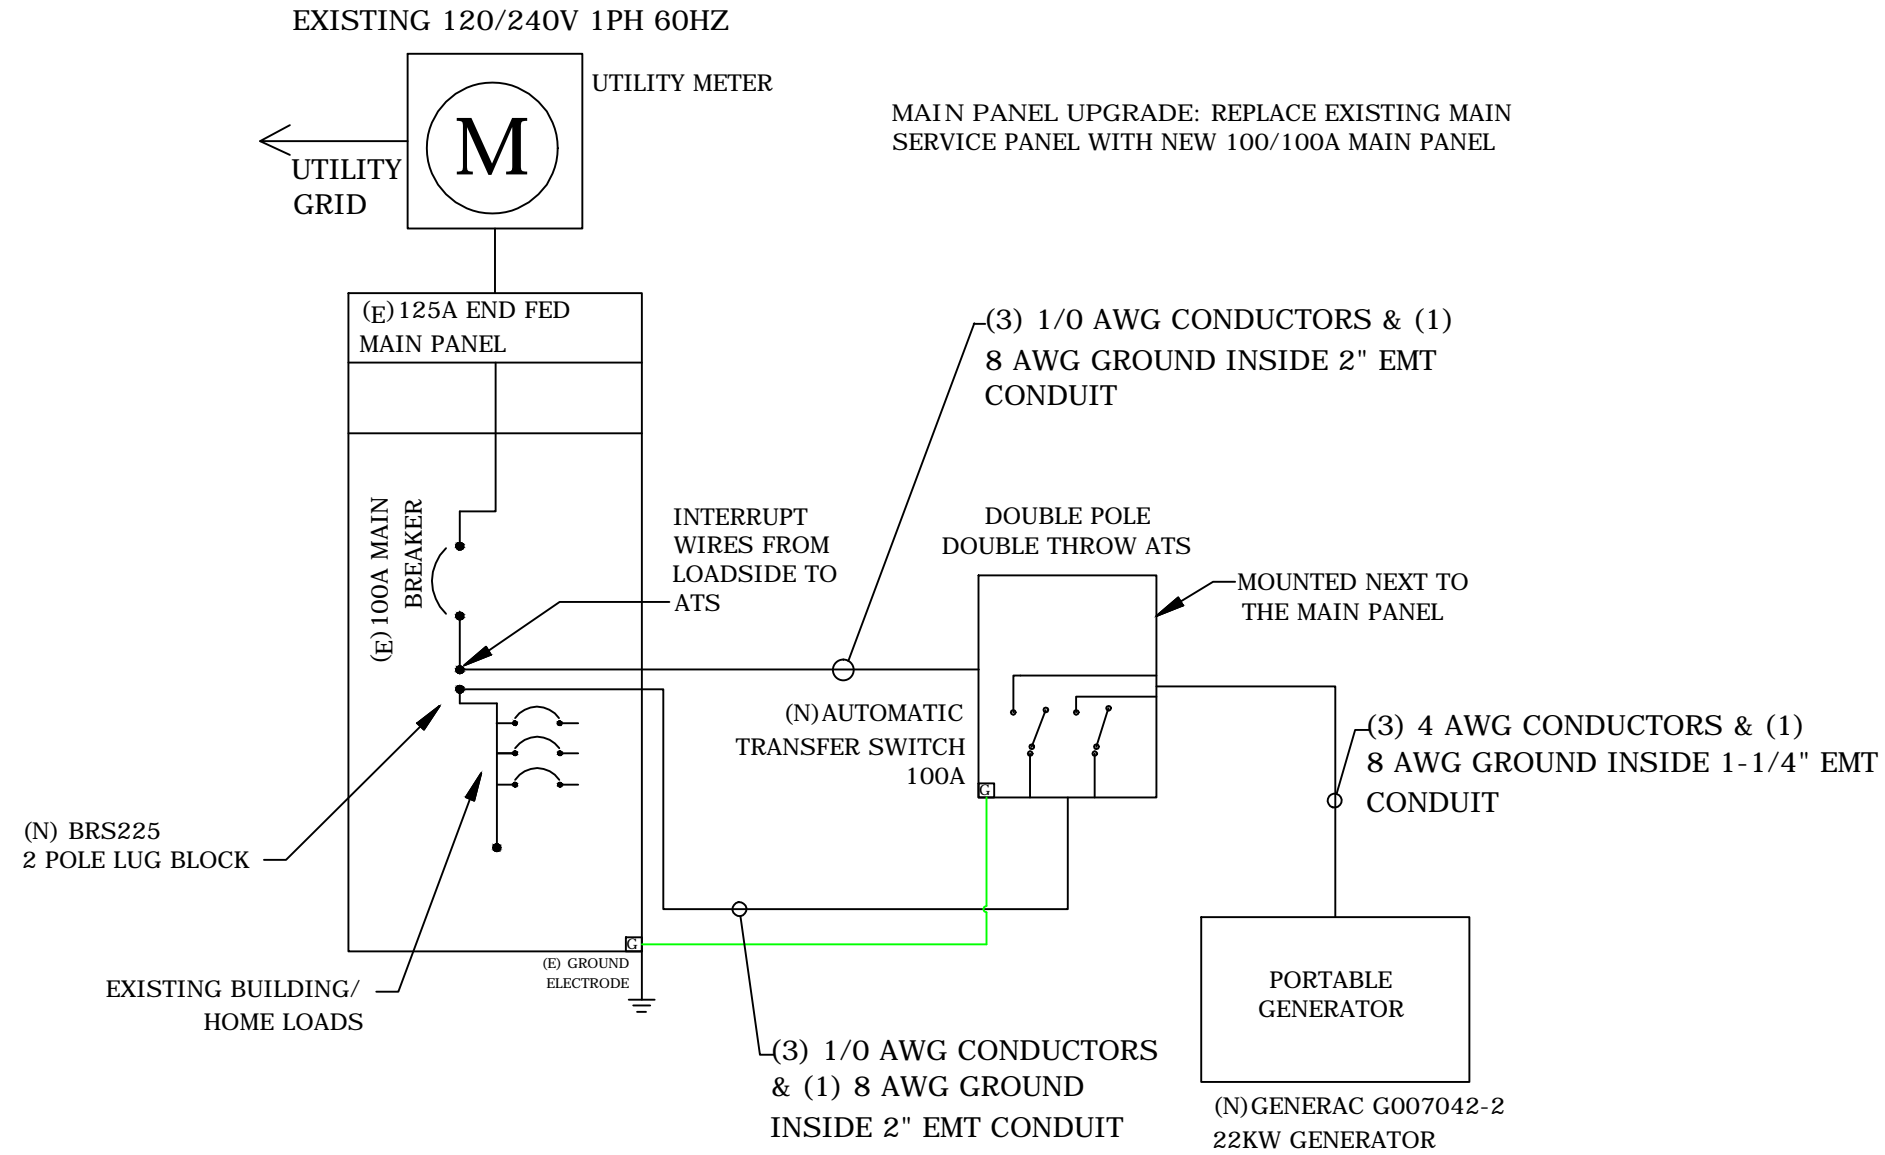 EXISTING 120/240V 1PH 60HZ
UTILITY METER
M
UTILITY
GRID
MAIN PANEL UPGRADE: REPLACE EXISTING MAIN
SERVICE PANEL WITH NEW 100/100A MAIN PANEL
(E)125A END FED
MAIN PANEL
(3) 1/0 AWG CONDUCTORS & (1)
8 AWG GROUND INSIDE 2" EMT
CONDUIT
(E)100A MAIN
BREAKER
INTERRUPT
WIRES FROM
LOADSIDE TO
ATS
DOUBLE POLE
DOUBLE THROW ATS
MOUNTED NEXT TO
THE MAIN PANEL
(N)AUTOMATIC
TRANSFER SWITCH
100A
G
(3) 4 AWG CONDUCTORS & (1)
8 AWG GROUND INSIDE 1-1/4" EMT
CONDUIT
(N) BRS225
2 POLE LUG BLOCK
G
(E) GROUND
ELECTRODE
EXISTING BUILDING/
HOME LOADS
PORTABLE
GENERATOR
(3) 1/0 AWG CONDUCTORS
& (1) 8 AWG GROUND
INSIDE 2" EMT CONDUIT
(N)GENERAC G007042-2
22KW GENERATOR